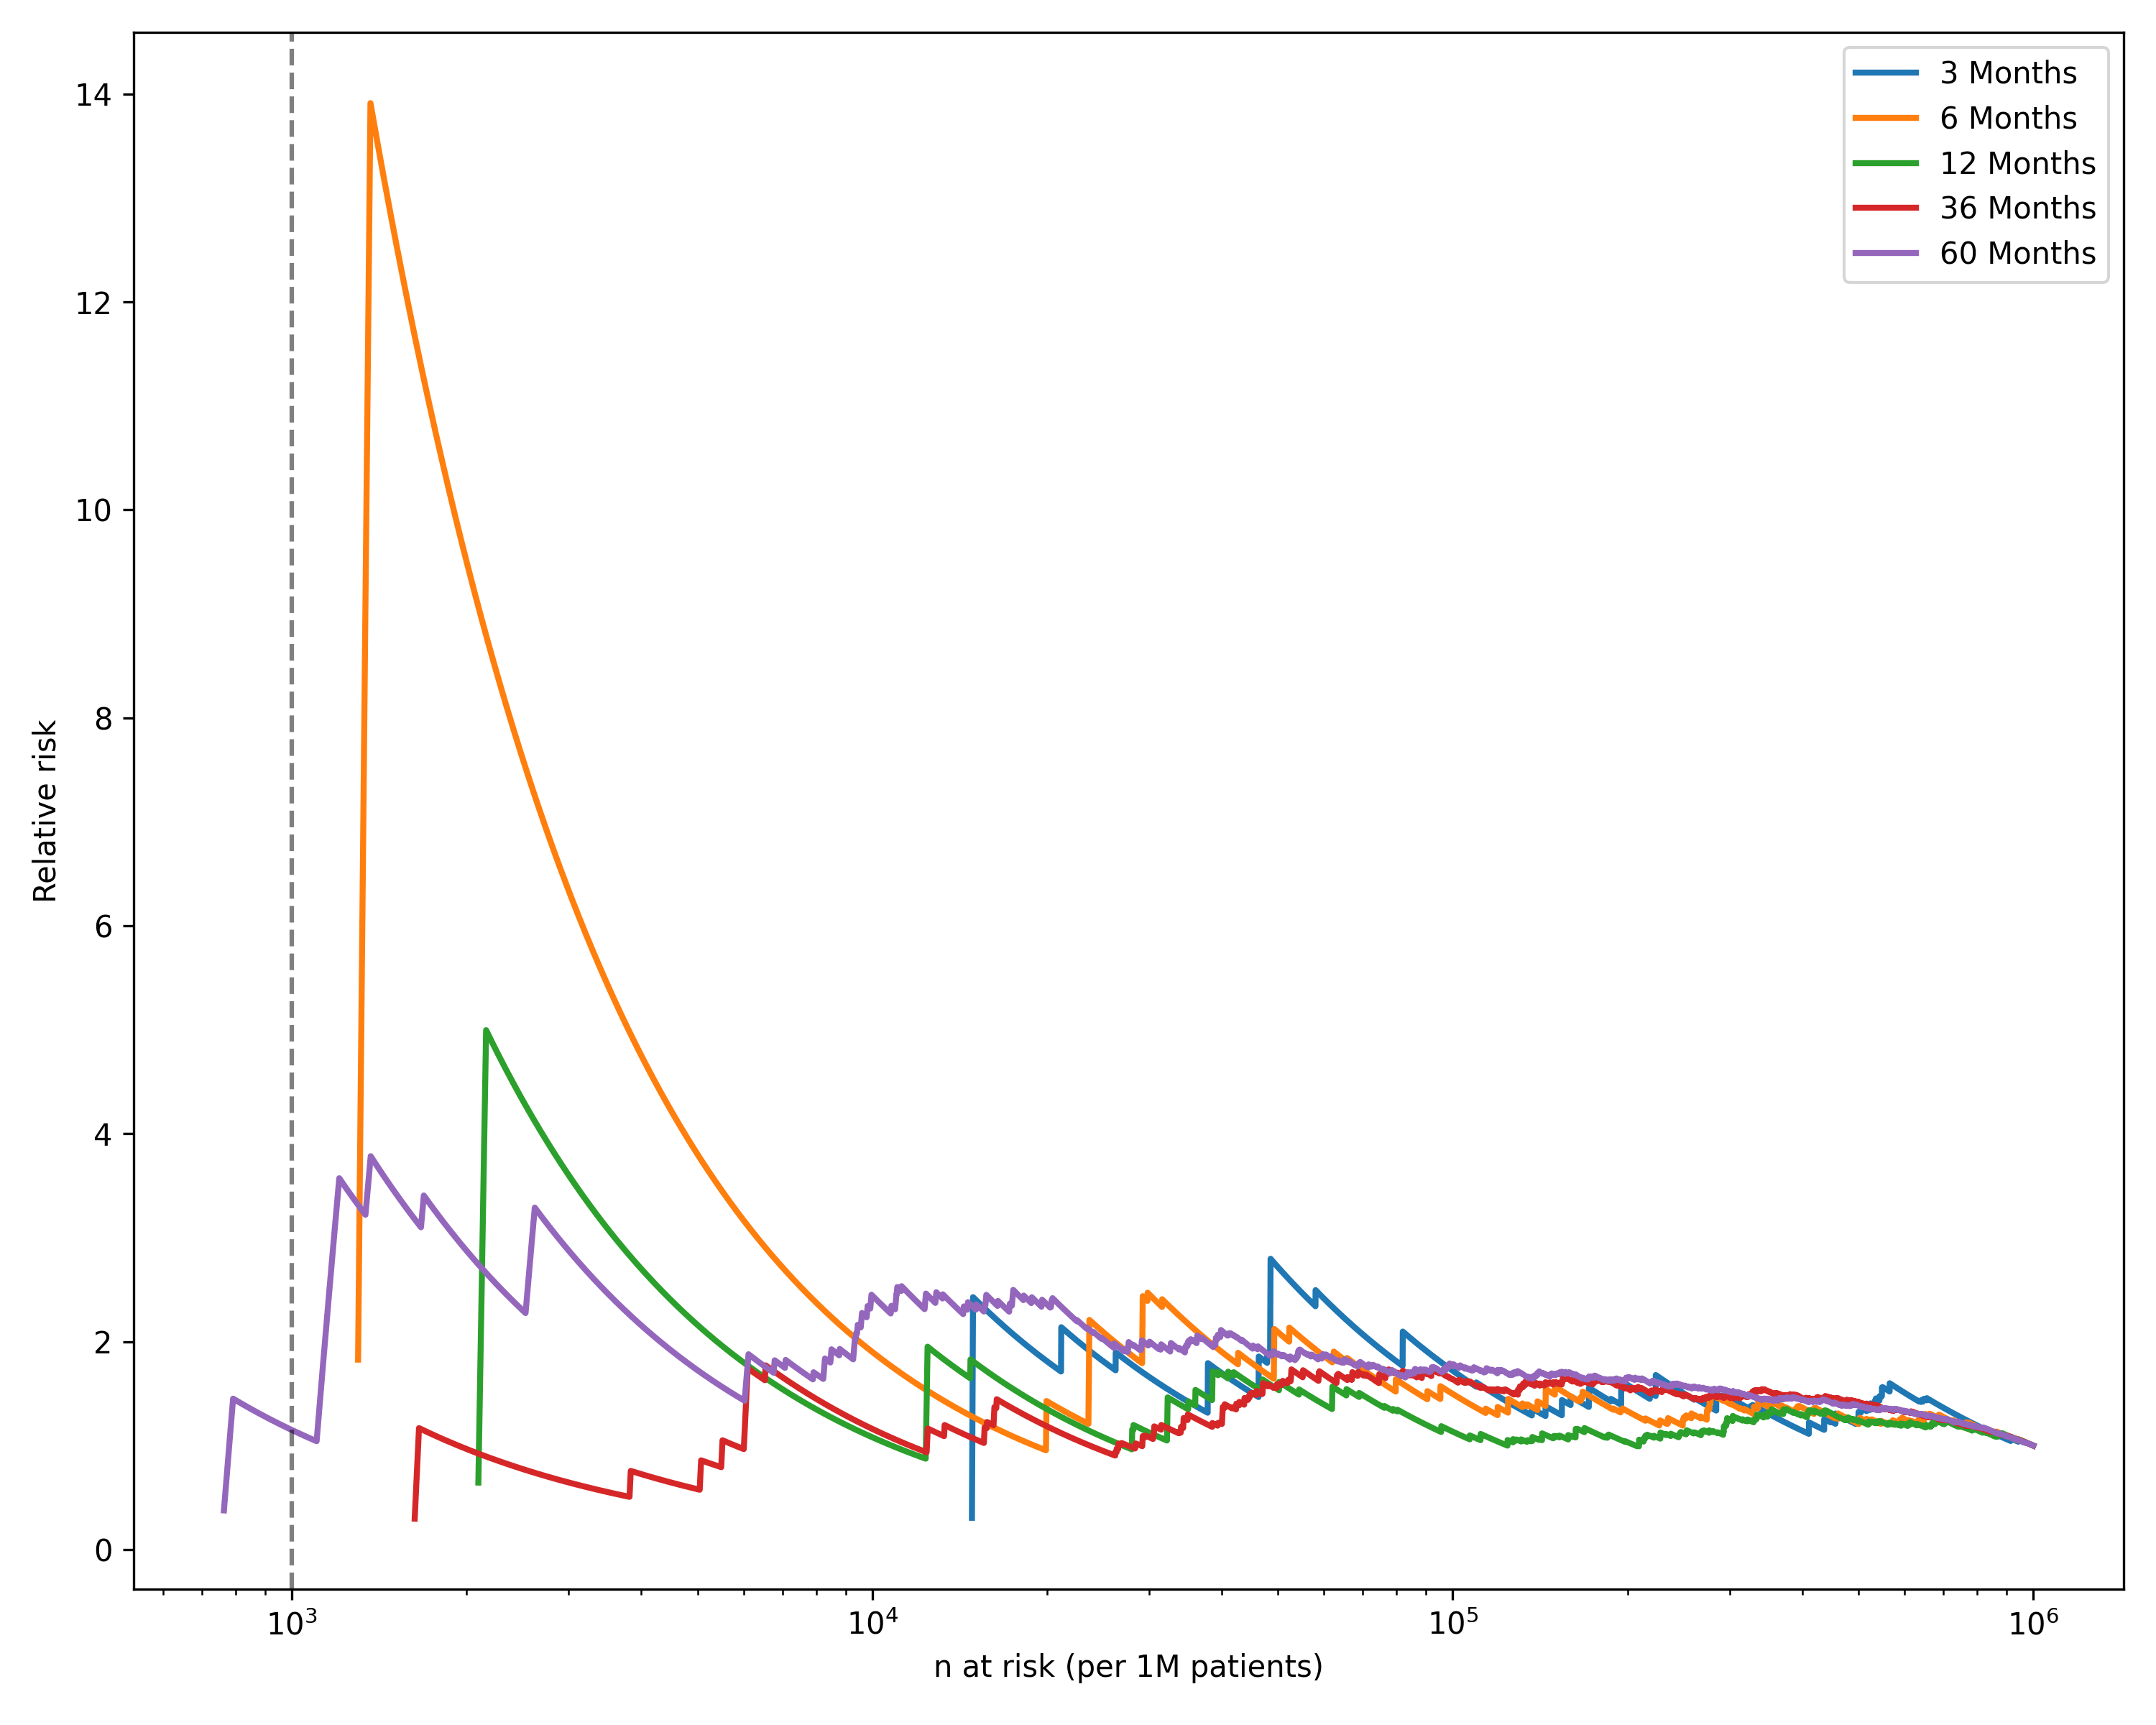 14
12
10
8
6
4
2
0
Relative risk
3 Months
6 Months
12 Months
36 Months
60 Months
10³
10⁴
10⁵
10⁶
n at risk (per 1M patients)